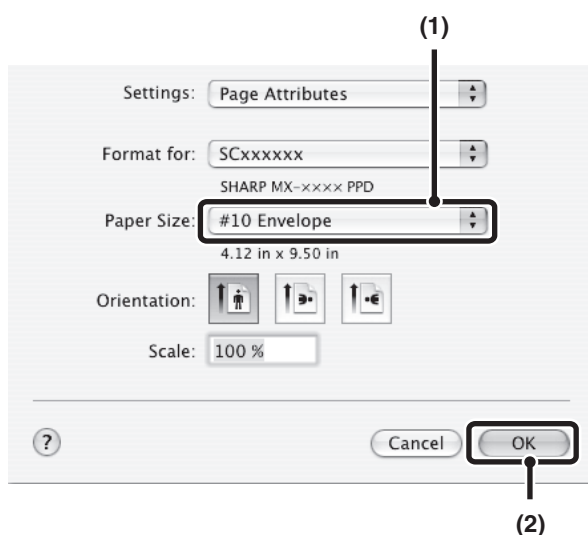 (1)
Settings: Page Attributes
Format for: SCxxxxxx
SHARP MX-×××× PPD
Paper Size: #10 Envelope
4.12 in x 9.50 in
Orientation:
Scale: 100 %
? Cancel OK
(2)